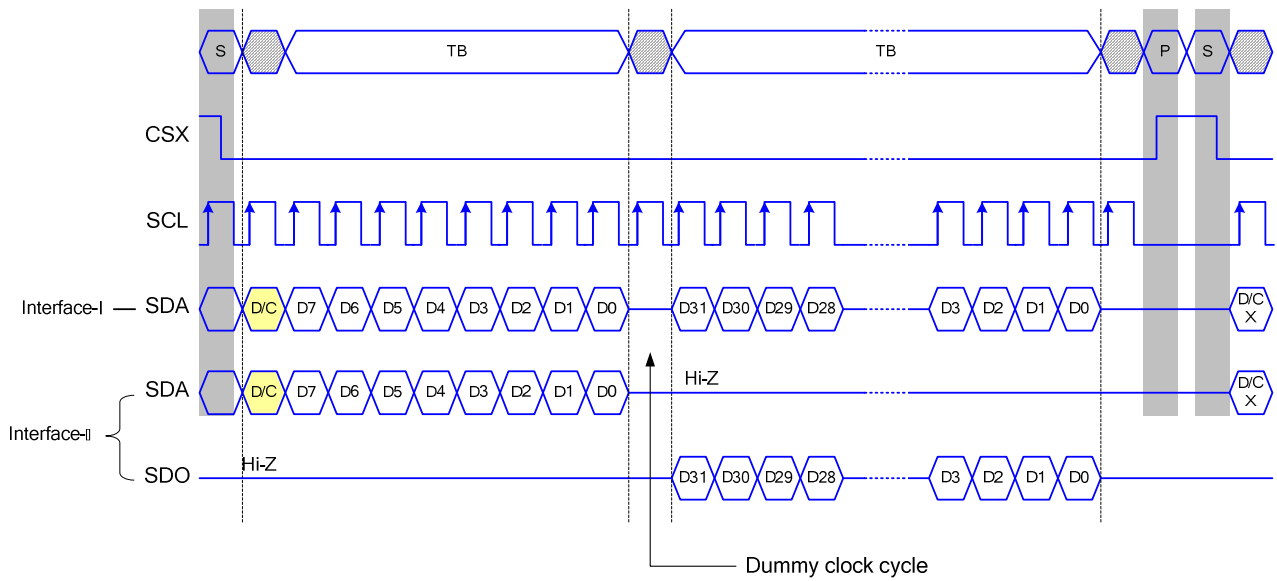 S TB TB P S
CSX
SCL
Interface-I SDA D/C D7 D6 D5 D4 D3 D2 D1 D0 D31 D30 D29 D28 D3 D2 D1 D0 D/C X
SDA D/C D7 D6 D5 D4 D3 D2 D1 D0 Hi-Z D/C X
Interface-
SDO Hi-Z D31 D30 D29 D28 D3 D2 D1 D0
Dummy clock cycle